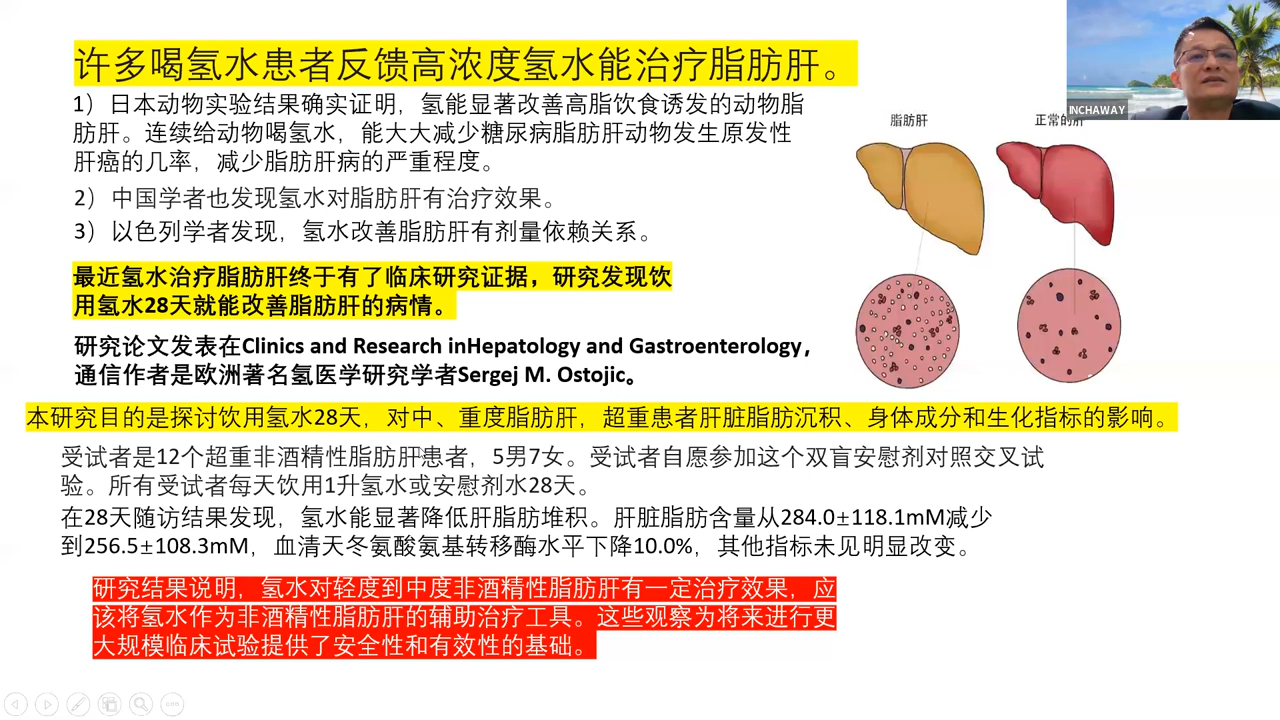 许多喝氢水患者反馈高浓度氢水能治疗脂肪肝。
INCHAWAY
1）日本动物实验结果确实证明，氢能显著改善高脂饮食诱发的动物脂
肪肝。连续给动物喝氢水，能大大减少糖尿病脂肪肝动物发生原发性
肝癌的几率，减少脂肪肝病的严重程度。
2）中国学者也发现氢水对脂肪肝有治疗效果。
3）以色列学者发现，氢水改善脂肪肝有剂量依赖关系。
脂肪肝
正常的肝
最近氢水治疗脂肪肝终于有了临床研究证据，研究发现饮
用氢水28天就能改善脂肪肝的病情。
研究论文发表在Clinics and Research inHepatology and Gastroenterology，
通信作者是欧洲著名氢医学研究学者Sergej M. Ostojic。
本研究目的是探讨饮用氢水28天，对中、重度脂肪肝，超重患者肝脏脂肪沉积、身体成分和生化指标的影响。
受试者是12个超重非酒精性脂肪肝患者，5男7女。受试者自愿参加这个双盲安慰剂对照交叉试
验。所有受试者每天饮用1升氢水或安慰剂水28天。
在28天随访结果发现，氢水能显著降低肝脂肪堆积。肝脏脂肪含量从284.0±118.1mM减少
到256.5±108.3mM，血清天冬氨酸氨基转移酶水平下降10.0%，其他指标未见明显改变。
研究结果说明，氢水对轻度到中度非酒精性脂肪肝有一定治疗效果，应
该将氢水作为非酒精性脂肪肝的辅助治疗工具。这些观察为将来进行更
大规模临床试验提供了安全性和有效性的基础。